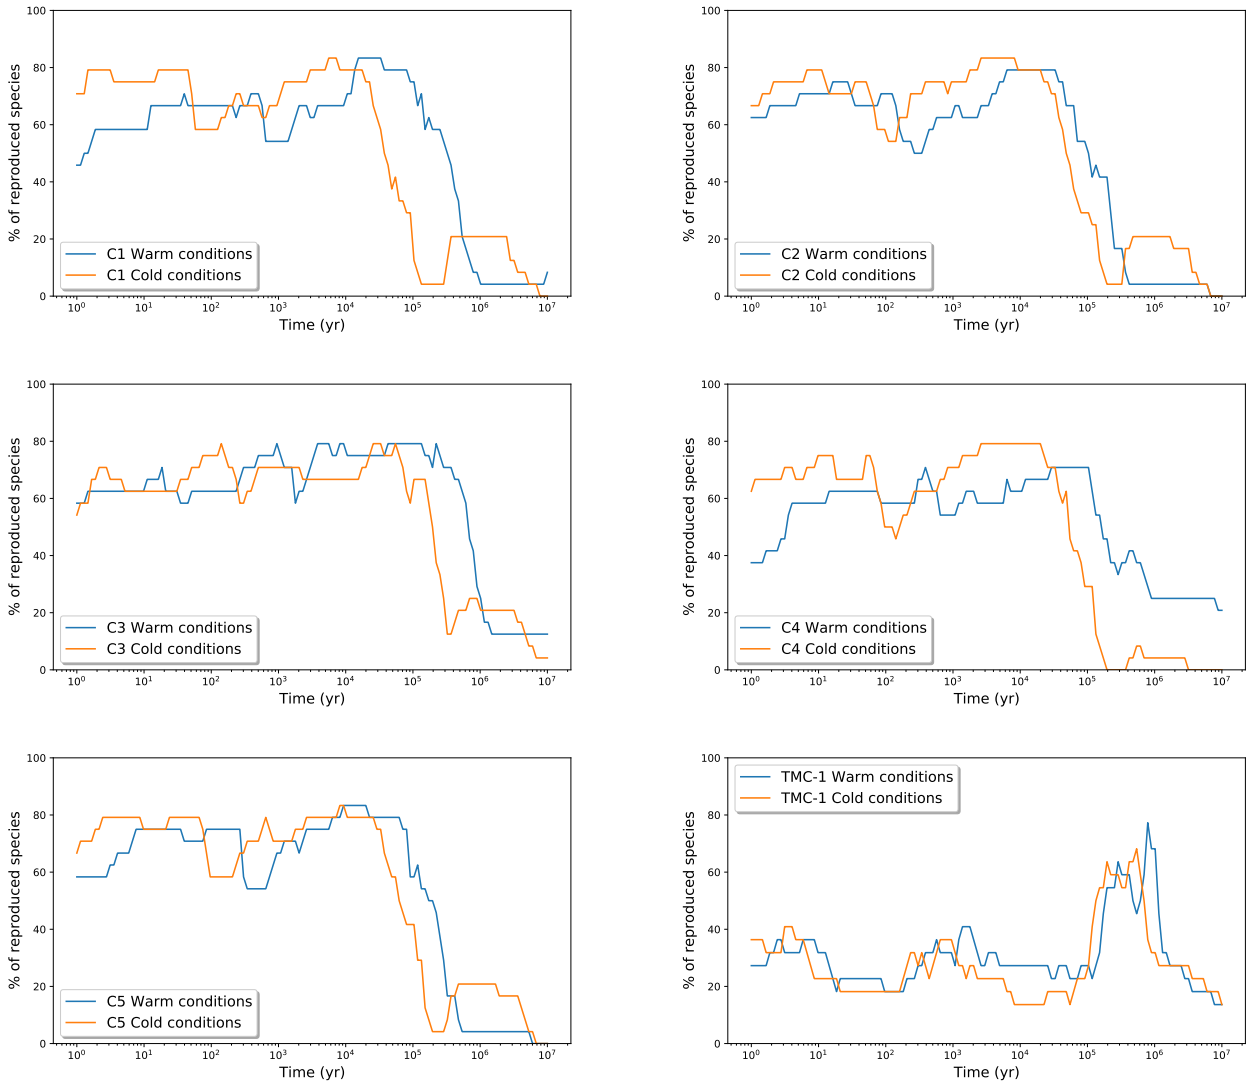 % of reproduced species
100
80
60
40
20
0
C1 Warm conditions
C1 Cold conditions
10⁰ 10¹ 10² 10³ 10⁴ 10⁵ 10⁶ 10⁷
Time (yr)
% of reproduced species
100
80
60
40
20
0
C2 Warm conditions
C2 Cold conditions
10⁰ 10¹ 10² 10³ 10⁴ 10⁵ 10⁶ 10⁷
Time (yr)
% of reproduced species
100
80
60
40
20
0
C3 Warm conditions
C3 Cold conditions
10⁰ 10¹ 10² 10³ 10⁴ 10⁵ 10⁶ 10⁷
Time (yr)
% of reproduced species
100
80
60
40
20
0
C4 Warm conditions
C4 Cold conditions
10⁰ 10¹ 10² 10³ 10⁴ 10⁵ 10⁶ 10⁷
Time (yr)
% of reproduced species
100
80
60
40
20
0
C5 Warm conditions
C5 Cold conditions
10⁰ 10¹ 10² 10³ 10⁴ 10⁵ 10⁶ 10⁷
Time (yr)
% of reproduced species
100
80
60
40
20
0
TMC-1 Warm conditions
TMC-1 Cold conditions
10⁰ 10¹ 10² 10³ 10⁴ 10⁵ 10⁶ 10⁷
Time (yr)